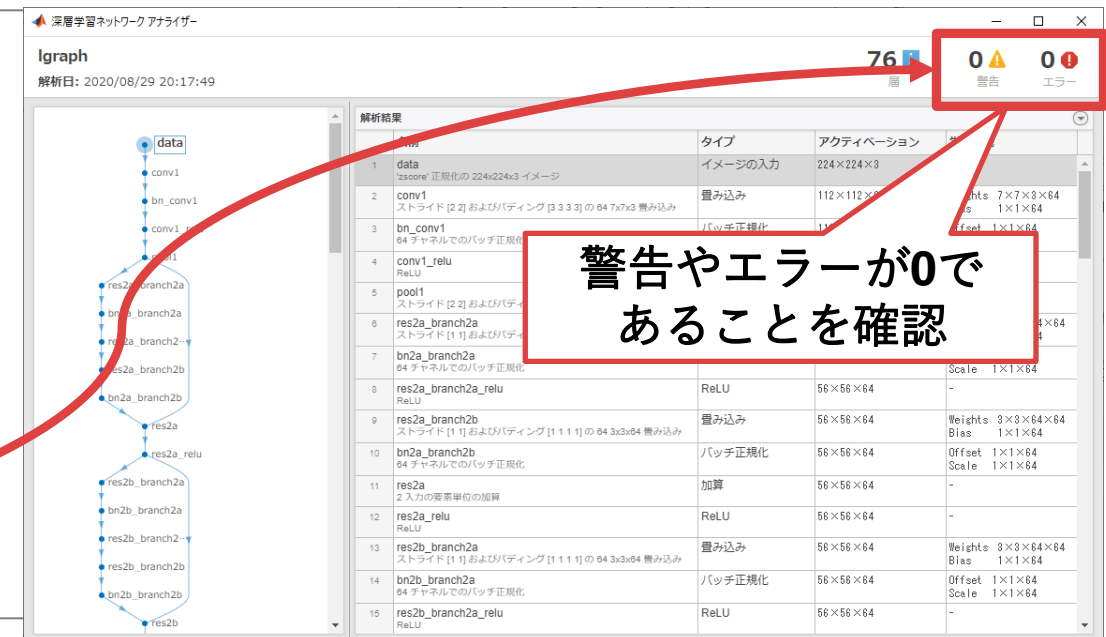 深層学習ネットワーク アナライザー
lgraph
解析日: 2020/08/29 20:17:49
76 i
層
0 0
警告 エラー
data
conv1
bn_conv1
res2a_branch2a
res2a_branch2b
bn2a_branch2b
res2a
res2a_relu
res2b_branch2a
bn2b_branch2a
res2b_branch2···
res2b_branch2b
bn2b_branch2b
res2b
解析結果
タイプ アクティベーション
1 data イメージの入力 224×224×3
'zscore' 正規化の 224x224x3 イメージ
2 conv1 畳み込み 112×112× 7×7×3×64
ストライド [2 2] およびパディング [3 3 3 3] の 64 7x7x3 畳み込み 1×1×64
3 bn_conv1 バッチ正規化 1×1×64
64 チャネルでのバッチ正規化
4 conv1_relu
ReLU
5 pool1
ストライド [2 2] およびパディング
6 res2a_branch2a
ストライド [1 1] およびパディング
7 bn2a_branch2a
64 チャネルでのバッチ正規化 Scale 1×1×64
8 res2a_branch2a_relu ReLU 56×56×64 -
ReLU
9 res2a_branch2b 畳み込み 56×56×64 Weights 3×3×64×64
ストライド [1 1] およびパディング [1 1 1 1] の 64 3x3x64 畳み込み Bias 1×1×64
10 bn2a_branch2b バッチ正規化 56×56×64 Offset 1×1×64
64 チャネルでのバッチ正規化 Scale 1×1×64
11 res2a 加算 56×56×64 -
2 入力の要素単位の加算
12 res2a_relu ReLU 56×56×64 -
ReLU
13 res2b_branch2a 畳み込み 56×56×64 Weights 3×3×64×64
ストライド [1 1] およびパディング [1 1 1 1] の 64 3x3x64 畳み込み Bias 1×1×64
14 bn2b_branch2a バッチ正規化 56×56×64 Offset 1×1×64
64 チャネルでのバッチ正規化 Scale 1×1×64
15 res2b_branch2a_relu ReLU 56×56×64 -
ReLU
警告やエラーが0で
あることを確認